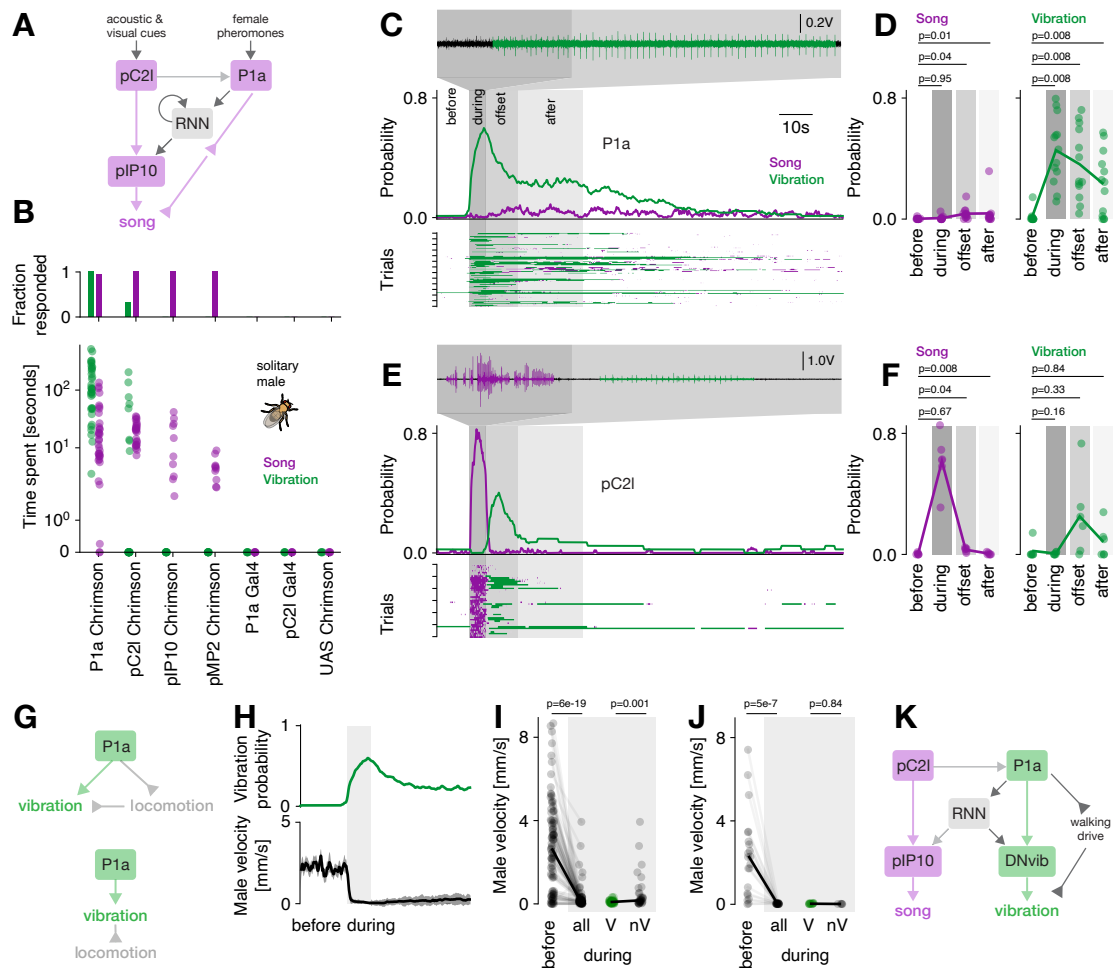 A
acoustic &
visual cues
female
pheromones
pC2l
P1a
RNN
pIP10
song
B
Fraction
responded
1
0
Time spent [seconds]
10²
10¹
10⁰
0
solitary
male
Song
Vibration
P1a Chrimson
pC2l Chrimson
pIP10 Chrimson
pMP2 Chrimson
P1a Gal4
pC2l Gal4
UAS Chrimson
C
0.2V
before
during
offset
after
10s
0.8
Probability
0.0
P1a
Song
Vibration
Trials
D
Song
p=0.01
p=0.04
p=0.95
Vibration
p=0.008
p=0.008
p=0.008
0.8
Probability
0.0
before
during
offset
after
before
during
offset
after
E
1.0V
0.8
Probability
0.0
pC2l
Trials
F
Song
p=0.008
p=0.04
p=0.67
Vibration
p=0.84
p=0.33
p=0.16
0.8
Probability
0.0
before
during
offset
after
before
during
offset
after
G
P1a
vibration
locomotion
P1a
vibration
locomotion
H
Vibration
probability
1
0
Male velocity
[mm/s]
5
0
before during
I
p=6e-19
p=0.001
Male velocity [mm/s]
8
4
0
before
all
V
nV
during
J
p=5e-7
p=0.84
Male velocity [mm/s]
8
4
0
before
all
V
nV
during
K
pC2l
P1a
RNN
walking
drive
pIP10
DNvib
song
vibration